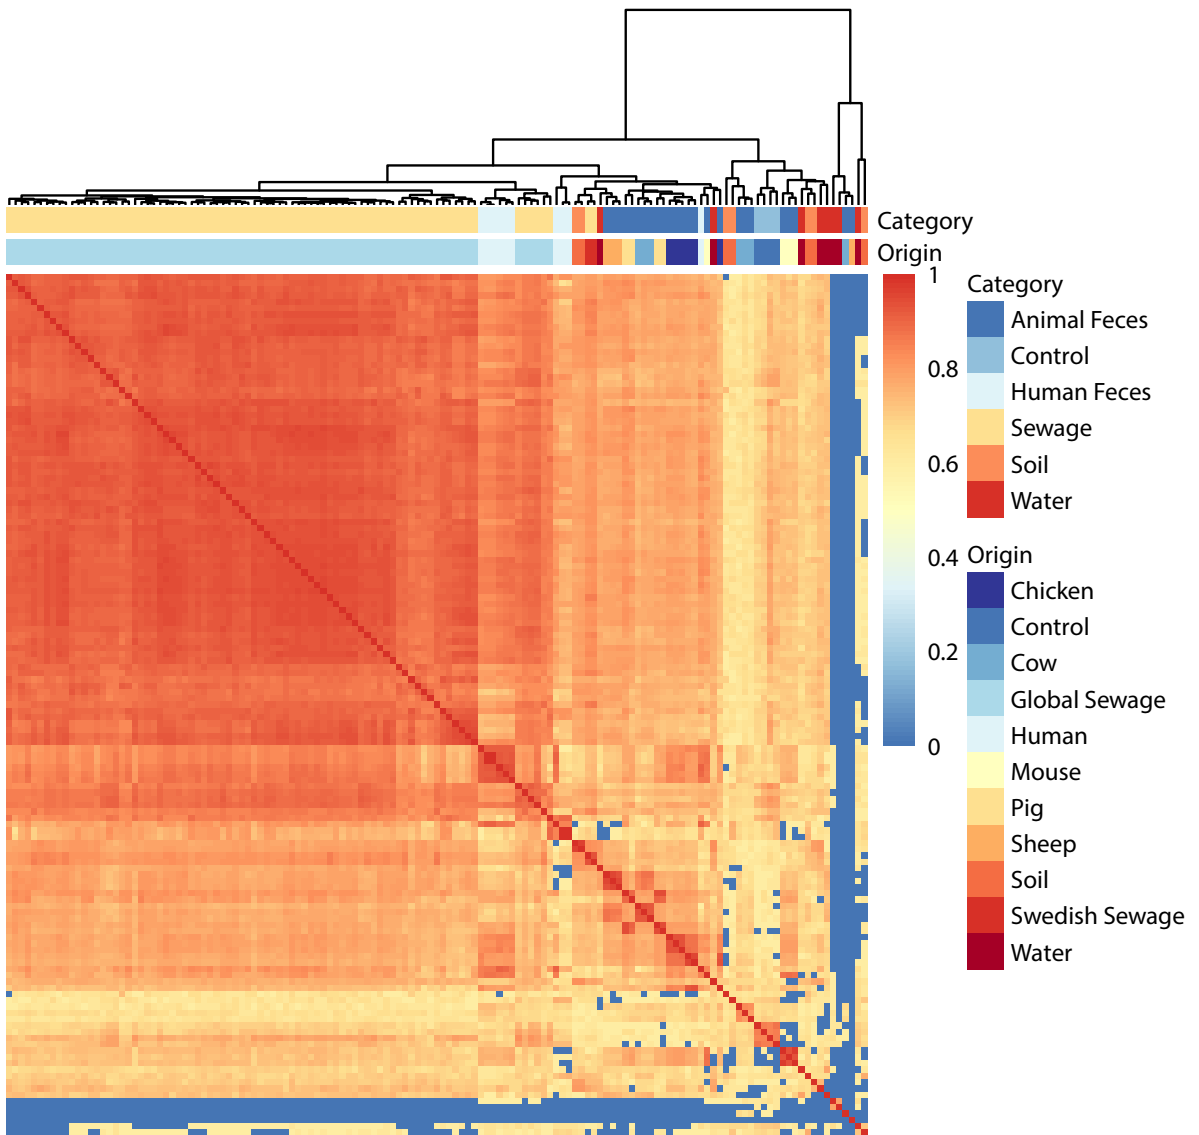 Category
Origin
1
0.8
0.6
0.4
0.2
0
Category
Animal Feces
Control
Human Feces
Sewage
Soil
Water
Origin
Chicken
Control
Cow
Global Sewage
Human
Mouse
Pig
Sheep
Soil
Swedish Sewage
Water